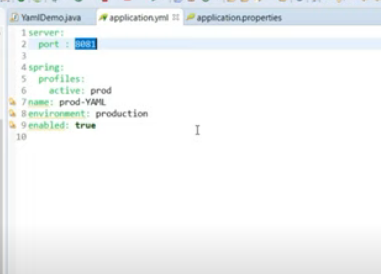 YamlDemo.java application.yml application.properties
1 server:
2 port : 8081
3
4 spring:
5 profiles:
6 active: prod
7 name: prod-YAML
8 environment: production
9 enabled: true
10